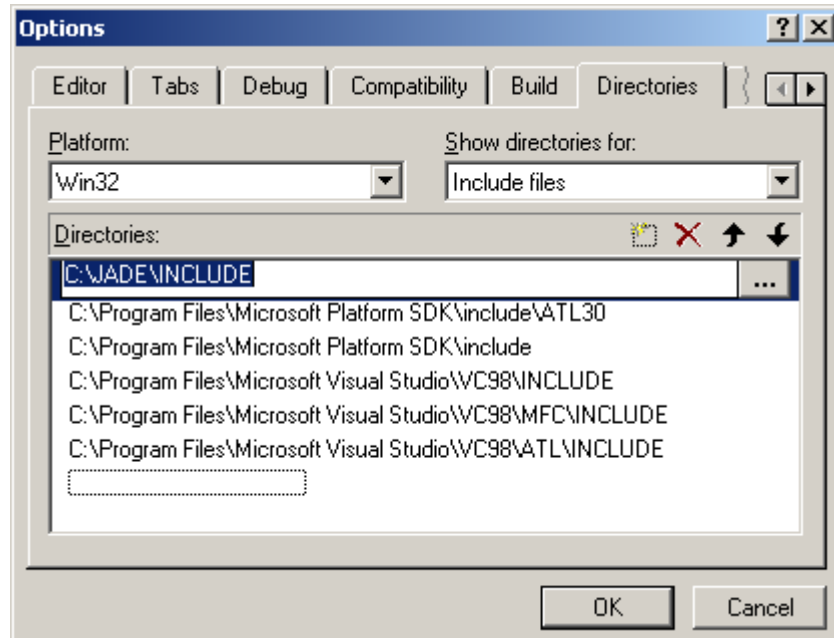 Options
Editor Tabs Debug Compatibility Build Directories
Platform: Show directories for:
Win32 Include files
Directories:
C:\JADE\INCLUDE ...
C:\Program Files\Microsoft Platform SDK\include\ATL30
C:\Program Files\Microsoft Platform SDK\include
C:\Program Files\Microsoft Visual Studio\VC98\INCLUDE
C:\Program Files\Microsoft Visual Studio\VC98\MFC\INCLUDE
C:\Program Files\Microsoft Visual Studio\VC98\ATL\INCLUDE
OK Cancel